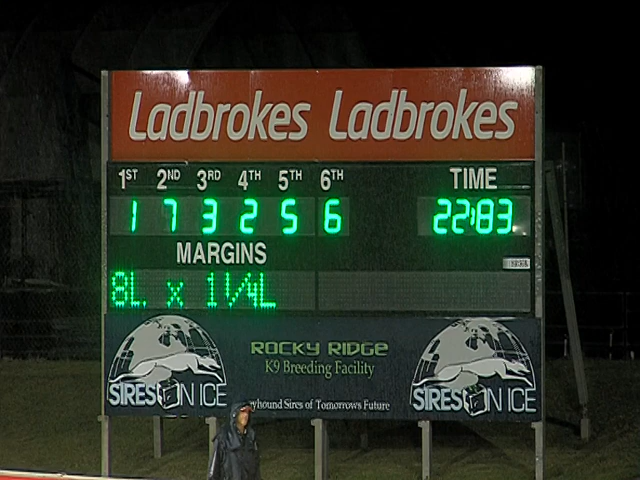 Ladbrokes Ladbrokes
1ST 2ND 3RD 4TH 5TH 6TH TIME
1 7 3 2 5 6 22:83
MARGINS
8L. x 1 1/4L
ROCKY RIDGE
K9 Breeding Facility
SIRES ON ICE SIRES ON ICE
Sires of Tomorrows Future